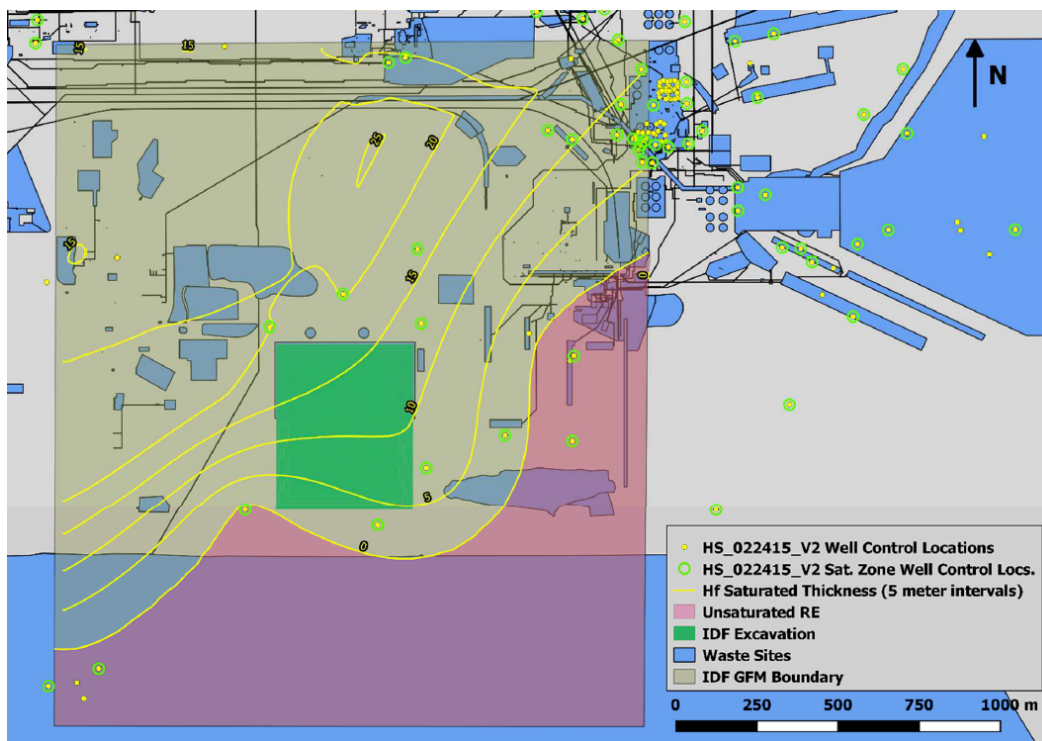 15
15
N
25
20
15
15
0
10
5
0
HS_022415_V2 Well Control Locations
HS_022415_V2 Sat. Zone Well Control Locs.
Hf Saturated Thickness (5 meter intervals)
Unsaturated RE
IDF Excavation
Waste Sites
IDF GFM Boundary
0 250 500 750 1000 m